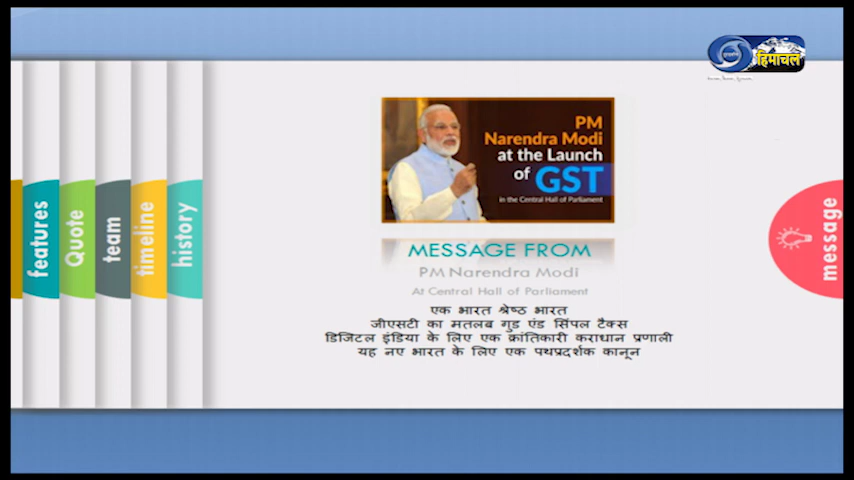 हिमाचल
PM
Narendra Modi
at the Launch
of GST
in the Central Hall of Parliament
features
Quote
team
timeline
history
message
MESSAGE FROM
PM Narendra Modi
At Central Hall of Parliament
एक भारत श्रेष्ठ भारत
जीएसटी का मतलब गुड एंड सिंपल टैक्स
डिजिटल इंडिया के लिए एक क्रांतिकारी कराधान प्रणाली
यह नए भारत के लिए एक पथप्रदर्शक कानून